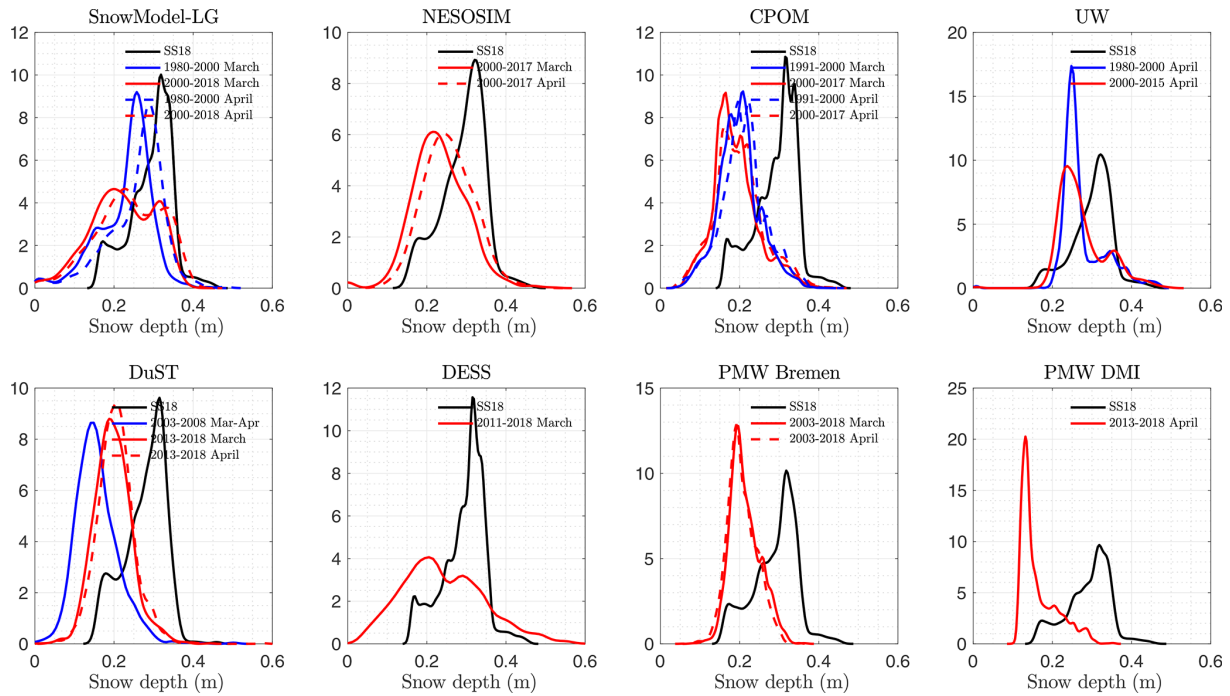 SnowModel-LG
12
10
8
6
4
2
0
SS18
1980-2000 March
2000-2018 March
1980-2000 April
2000-2018 April
0 0.2 0.4 0.6
Snow depth (m)
NESOSIM
10
8
6
4
2
0
SS18
2000-2017 March
2000-2017 April
0 0.2 0.4 0.6
Snow depth (m)
CPOM
12
10
8
6
4
2
0
SS18
1991-2000 March
2000-2017 March
1991-2000 April
2000-2017 April
0 0.2 0.4 0.6
Snow depth (m)
UW
20
15
10
5
0
SS18
1980-2000 April
2000-2015 April
0 0.2 0.4 0.6
Snow depth (m)
DuST
10
8
6
4
2
0
SS18
2003-2008 Mar-Apr
2013-2018 March
2013-2018 April
0 0.2 0.4 0.6
Snow depth (m)
DESS
12
10
8
6
4
2
0
SS18
2011-2018 March
0 0.2 0.4 0.6
Snow depth (m)
PMW Bremen
15
10
5
0
SS18
2003-2018 March
2003-2018 April
0 0.2 0.4 0.6
Snow depth (m)
PMW DMI
25
20
15
10
5
0
SS18
2013-2018 April
0 0.2 0.4 0.6
Snow depth (m)